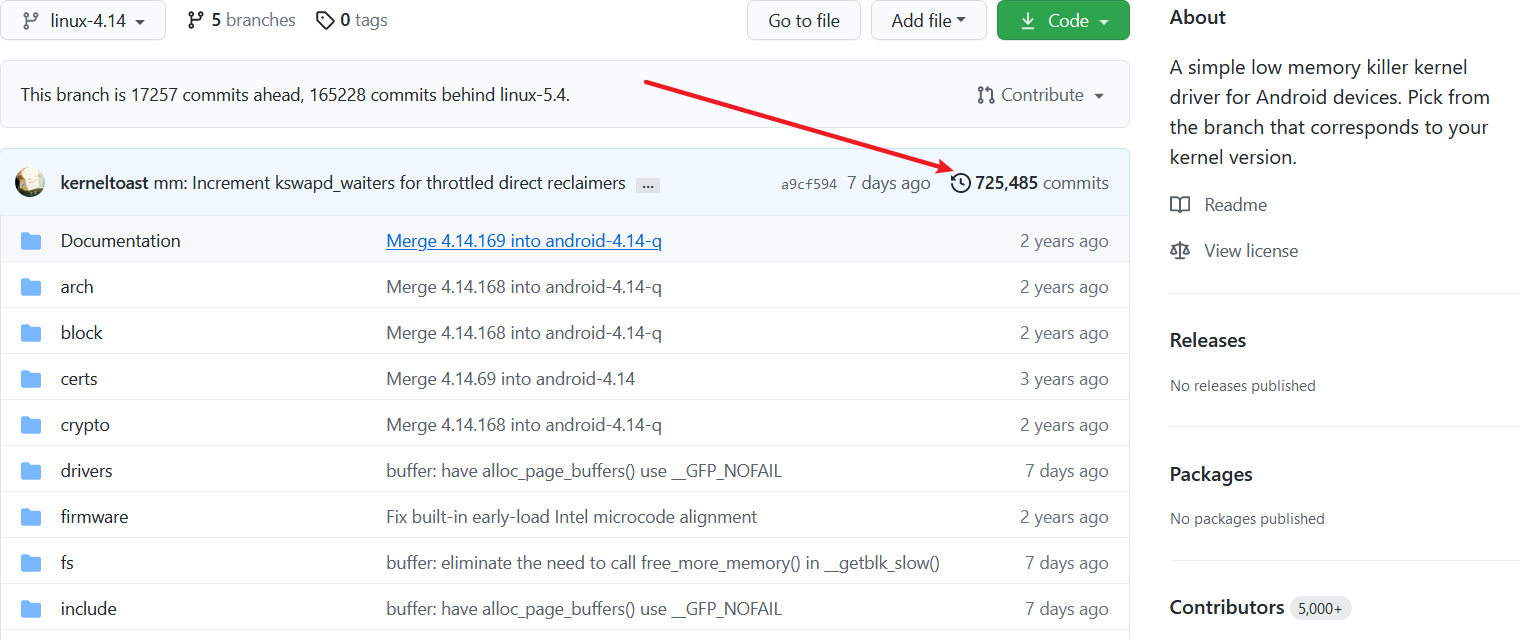 linux-4.14
5 branches
0 tags
Go to file
Add file
Code
This branch is 17257 commits ahead, 165228 commits behind linux-5.4.
Contribute
kerneltoast mm: Increment kswapd_waiters for throttled direct reclaimers ...
a9cf594 7 days ago
725,485 commits
Documentation Merge 4.14.169 into android-4.14-q 2 years ago
arch Merge 4.14.168 into android-4.14-q 2 years ago
block Merge 4.14.168 into android-4.14-q 2 years ago
certs Merge 4.14.69 into android-4.14 3 years ago
crypto Merge 4.14.168 into android-4.14-q 2 years ago
drivers buffer: have alloc_page_buffers() use __GFP_NOFAIL 7 days ago
firmware Fix built-in early-load Intel microcode alignment 2 years ago
fs buffer: eliminate the need to call free_more_memory() in __getblk_slow() 7 days ago
include buffer: have alloc_page_buffers() use __GFP_NOFAIL 7 days ago
About
A simple low memory killer kernel
driver for Android devices. Pick from
the branch that corresponds to your
kernel version.
Readme
View license
Releases
No releases published
Packages
No packages published
Contributors 5,000+